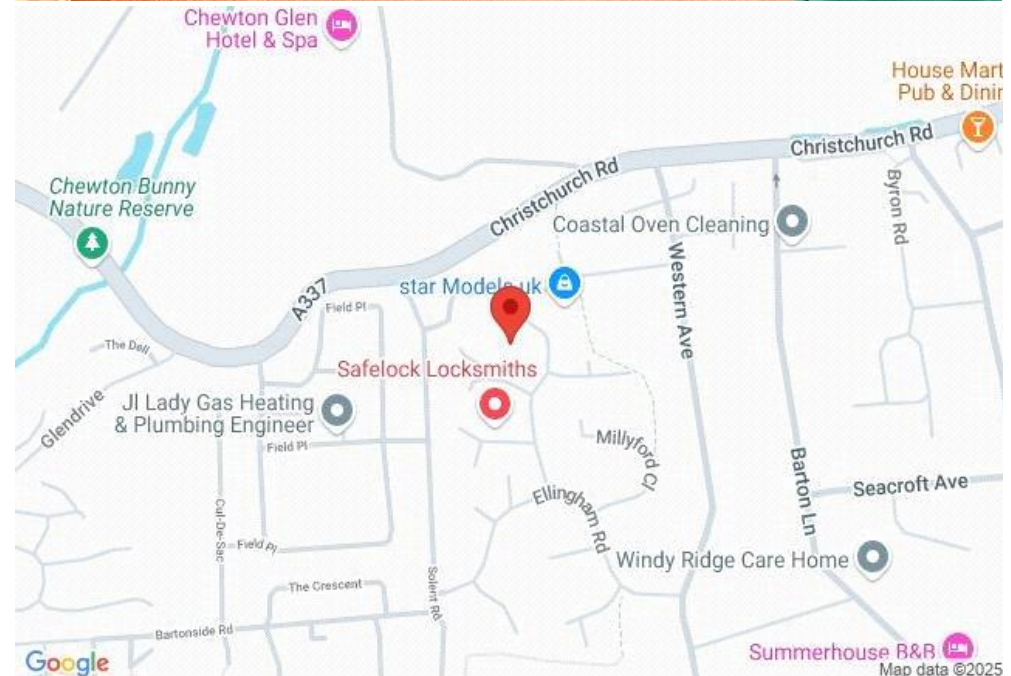 Chewton Glen
Hotel & Spa
House Mart
Pub & Dinin
Christchurch Rd
Chewton Bunny
Nature Reserve
Christchurch Rd
Byron Rd
Coastal Oven Cleaning
Western Ave
A337
star Models uk
Field Pl
The Dell
Safelock Locksmiths
Glendrive
Jl Lady Gas Heating
& Plumbing Engineer
Field Pl
Millyford Cl
Barton Ln
Seacroft Ave
Ellingham Rd
Cul-De-Sac
Field Pl
Windy Ridge Care Home
The Crescent
Solent Rd
Bartonside Rd
Summerhouse B&B
Google
Map data ©2025